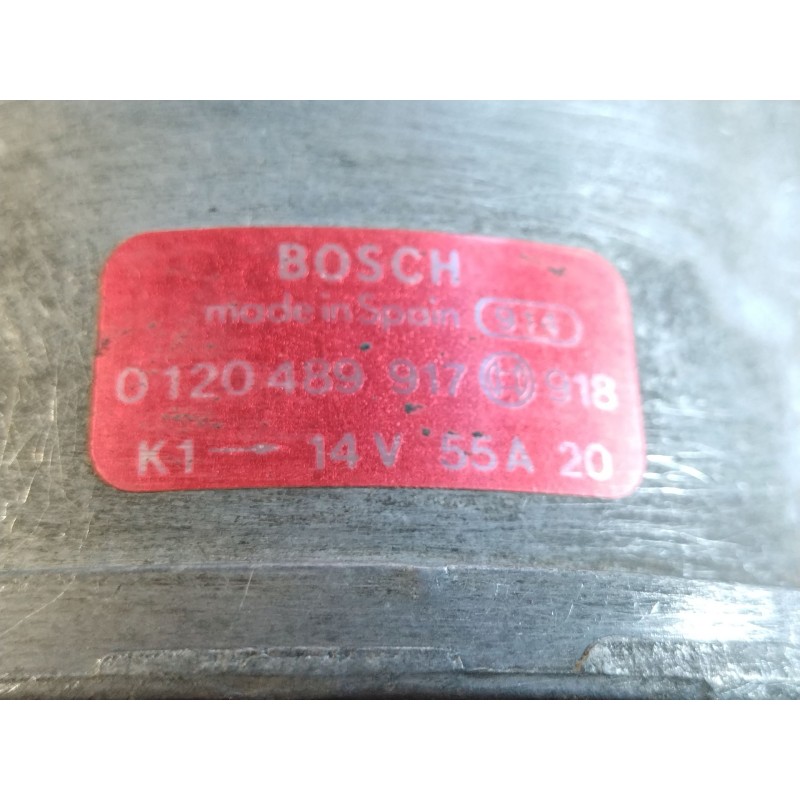 BOSCH
made in Spain
0 120 489 917 918
K1 → 14 V 55A 20